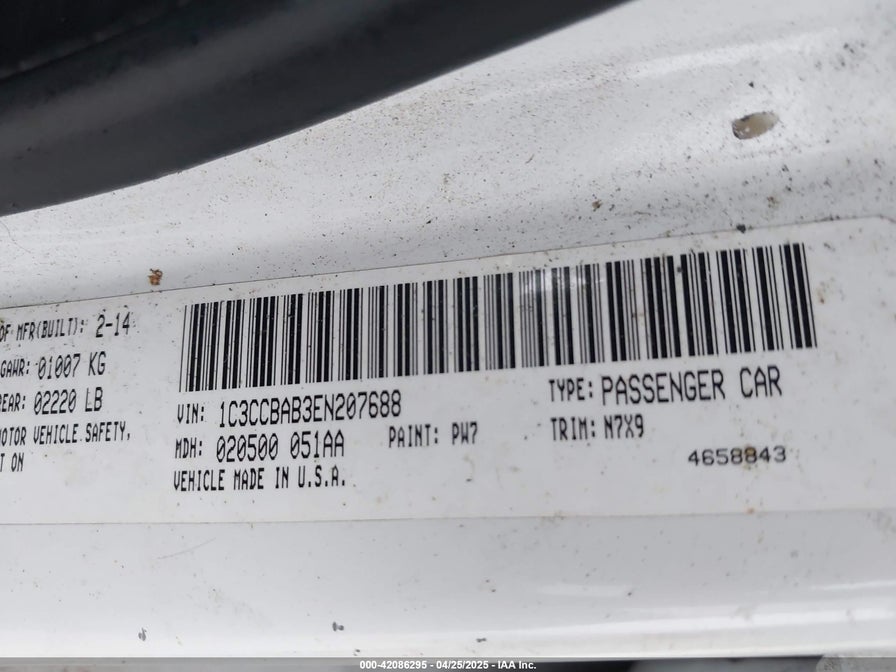 OF MFR(BUILT): 2-14
GAWR: 01007 KG
REAR: 02220 LB
MOTOR VEHICLE SAFETY,
T ON
VIN: 1C3CCBAB3EN207688
TYPE: PASSENGER CAR
MDH: 020500 051AA
PAINT: PW7
TRIM: N7X9
VEHICLE MADE IN U.S.A.
4658843
000-42086295 - 04/25/2025 - IAA Inc.